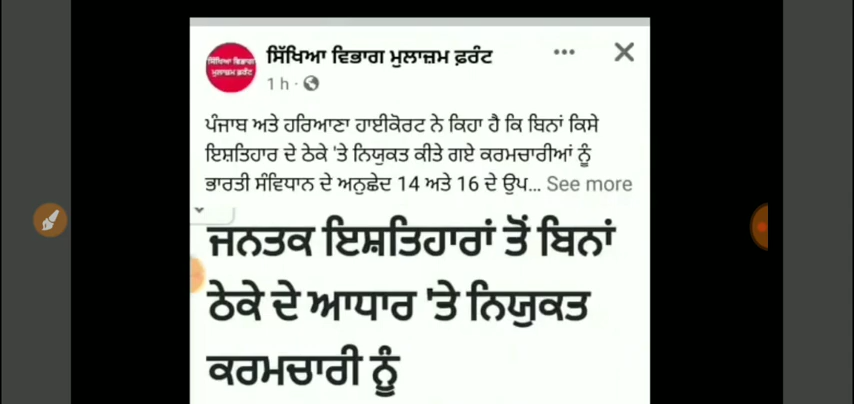 ਸਿੱਖਿਆ ਵਿਭਾਗ ਮੁਲਾਜ਼ਮ ਫ਼ਰੰਟ
ਸਿੱਖਿਆ ਵਿਭਾਗ
ਮੁਲਾਜ਼ਮ ਫ਼ਰੰਟ
1 h
ਪੰਜਾਬ ਅਤੇ ਹਰਿਆਣਾ ਹਾਈਕੋਰਟ ਨੇ ਕਿਹਾ ਹੈ ਕਿ ਬਿਨਾਂ ਕਿਸੇ
ਇਸ਼ਤਿਹਾਰ ਦੇ ਠੇਕੇ 'ਤੇ ਨਿਯੁਕਤ ਕੀਤੇ ਗਏ ਕਰਮਚਾਰੀਆਂ ਨੂੰ
ਭਾਰਤੀ ਸੰਵਿਧਾਨ ਦੇ ਅਨੁਛੇਦ 14 ਅਤੇ 16 ਦੇ ਉਪ... See more
ਜਨਤਕ ਇਸ਼ਤਿਹਾਰਾਂ ਤੋਂ ਬਿਨਾਂ
ਠੇਕੇ ਦੇ ਆਧਾਰ 'ਤੇ ਨਿਯੁਕਤ
ਕਰਮਚਾਰੀ ਨੂੰ